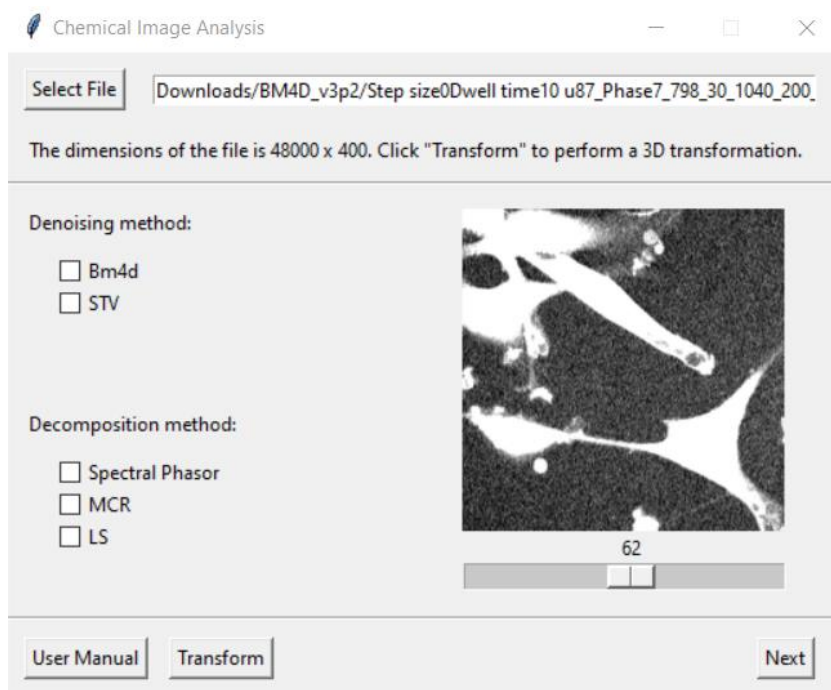 Chemical Image Analysis
Select File
Downloads/BM4D_v3p2/Step size0Dwell time10 u87_Phase7_798_30_1040_200_
The dimensions of the file is 48000 x 400. Click "Transform" to perform a 3D transformation.
Denoising method:
Bm4d
STV
Decomposition method:
Spectral Phasor
MCR
LS
62
User Manual
Transform
Next